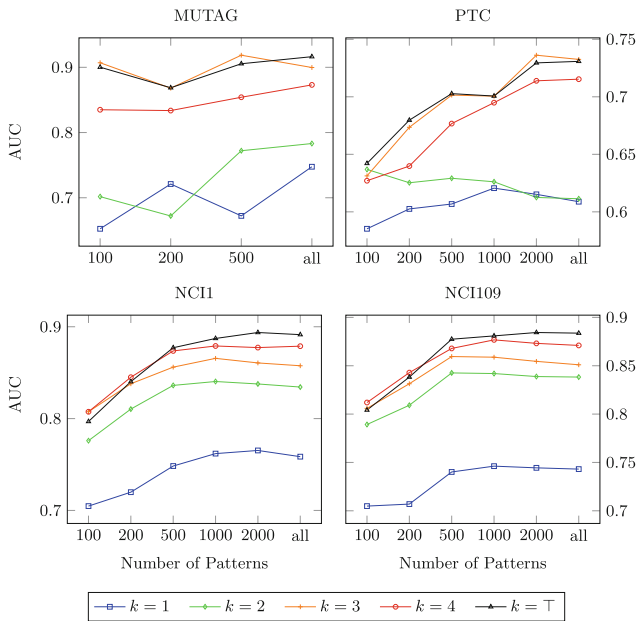 MUTAG
PTC
AUC
0.9
0.8
0.7
0.75
0.7
0.65
0.6
100 200 500 all
100 200 500 1000 2000 all
NCI1
NCI109
AUC
0.9
0.8
0.7
0.9
0.85
0.8
0.75
0.7
100 200 500 1000 2000 all
100 200 500 1000 2000 all
Number of Patterns
Number of Patterns
k = 1 k = 2 k = 3 k = 4 k = ⊤